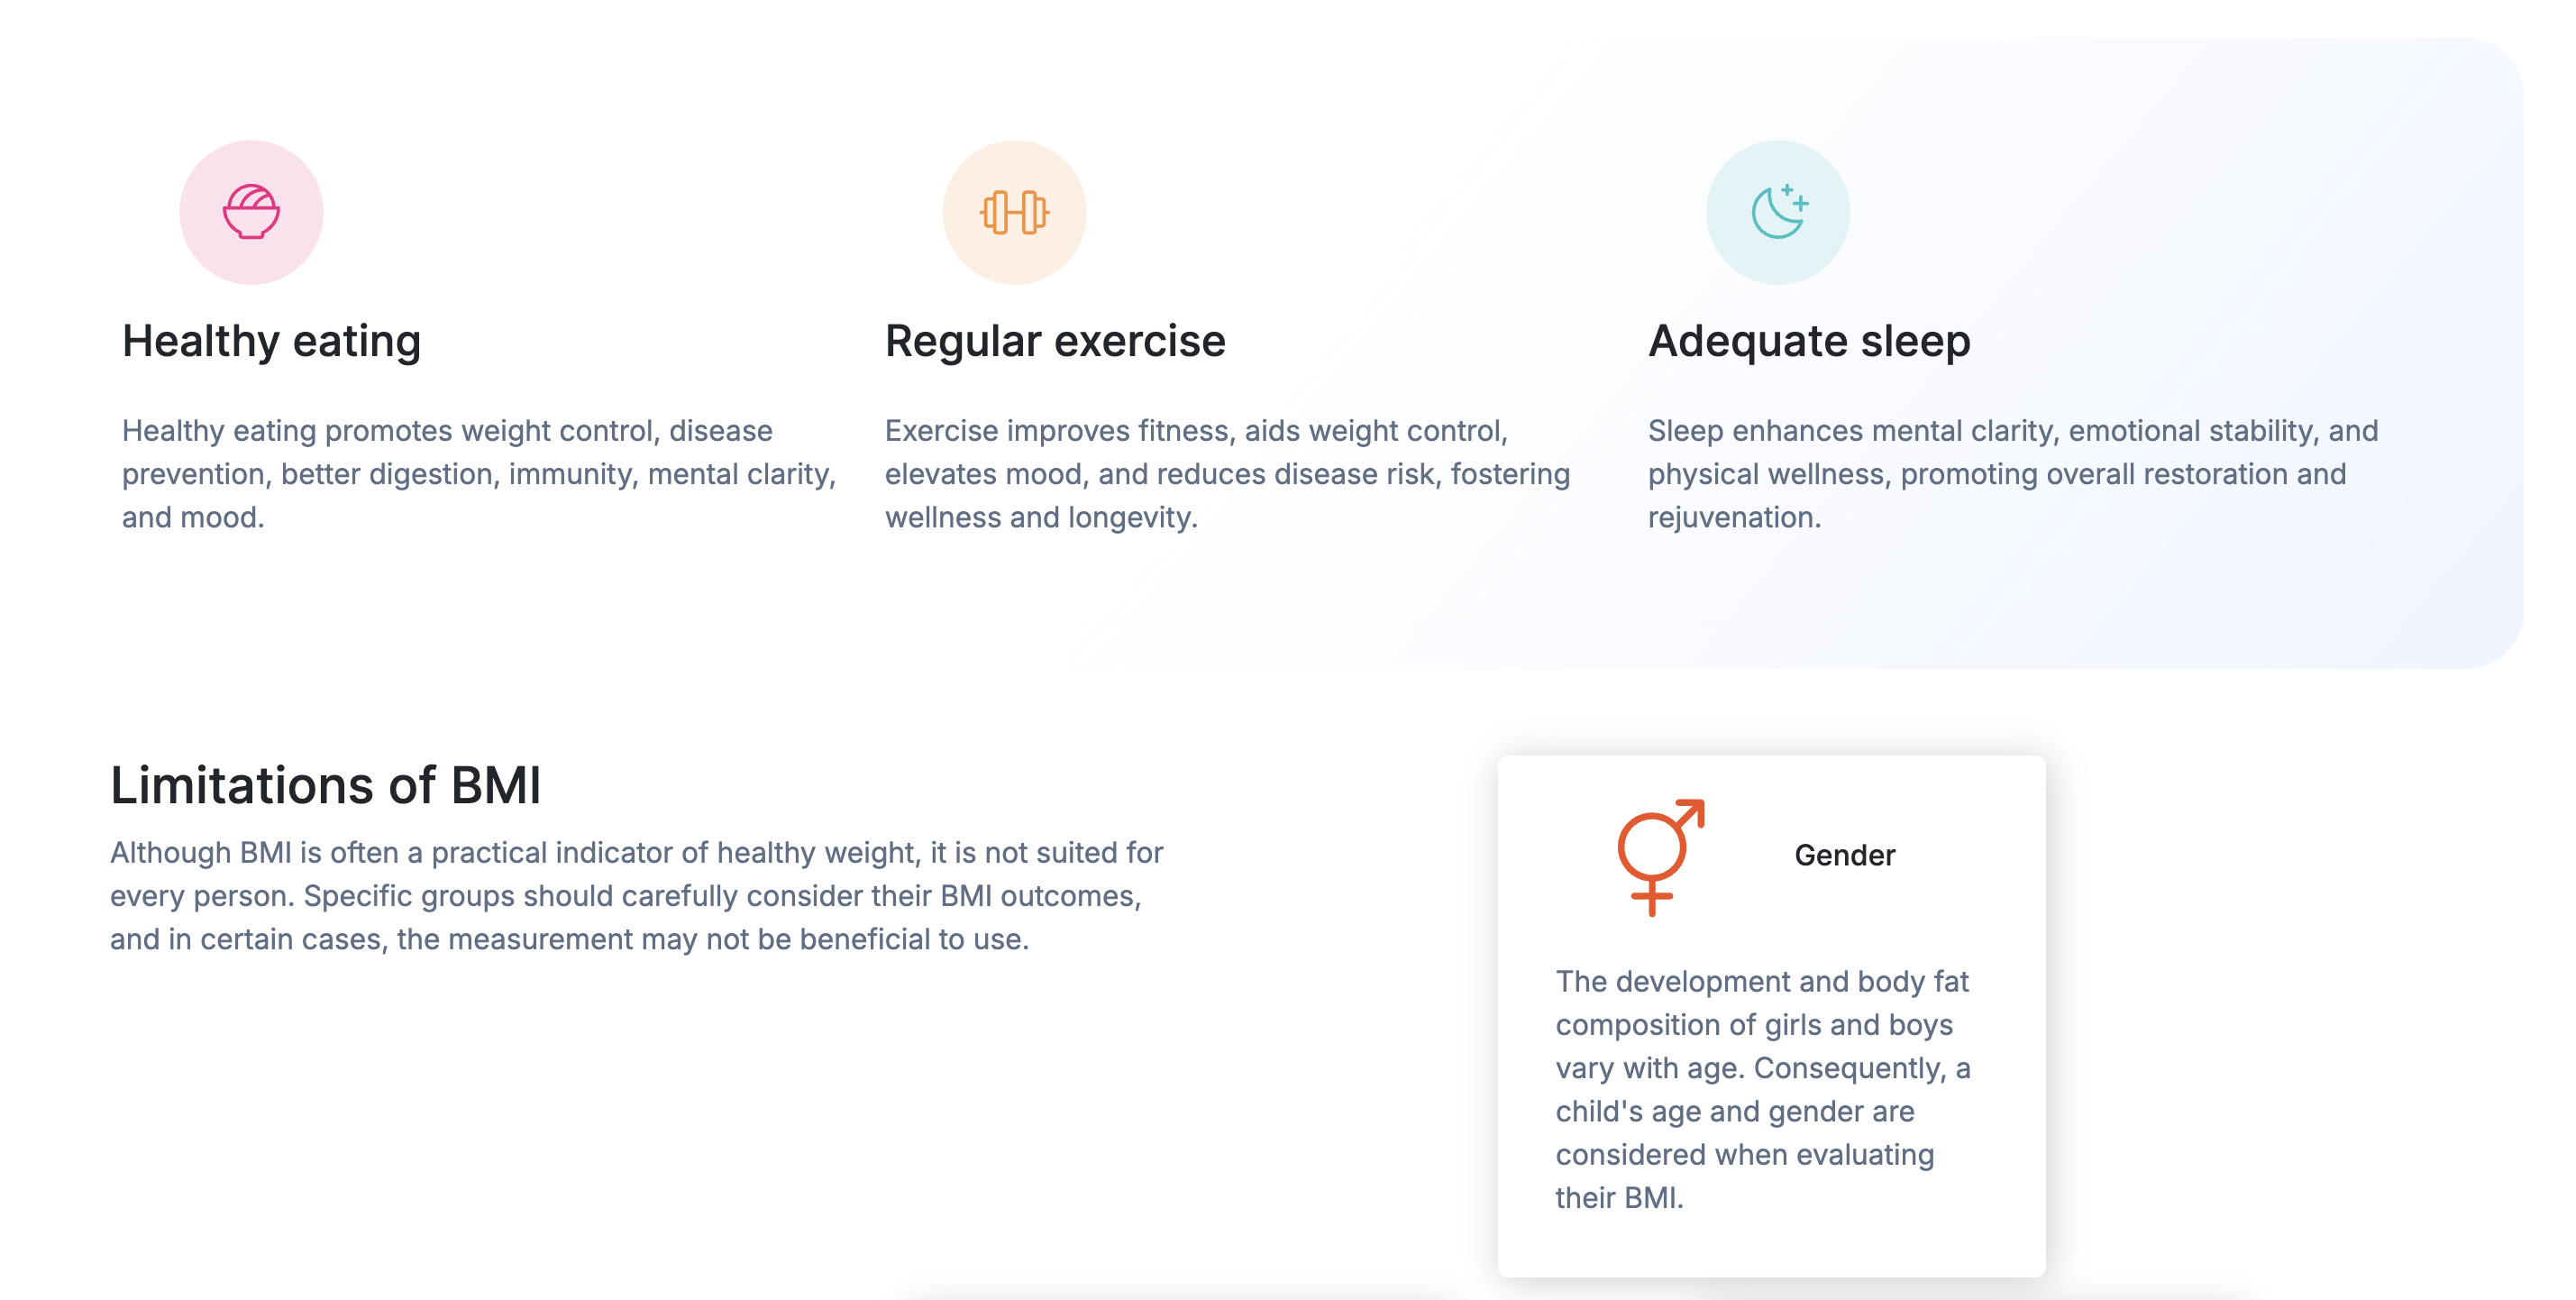 Healthy eating
Healthy eating promotes weight control, disease
prevention, better digestion, immunity, mental clarity,
and mood.
Regular exercise
Exercise improves fitness, aids weight control,
elevates mood, and reduces disease risk, fostering
wellness and longevity.
Adequate sleep
Sleep enhances mental clarity, emotional stability, and
physical wellness, promoting overall restoration and
rejuvenation.
Limitations of BMI
Although BMI is often a practical indicator of healthy weight, it is not suited for
every person. Specific groups should carefully consider their BMI outcomes,
and in certain cases, the measurement may not be beneficial to use.
Gender
The development and body fat
composition of girls and boys
vary with age. Consequently, a
child's age and gender are
considered when evaluating
their BMI.